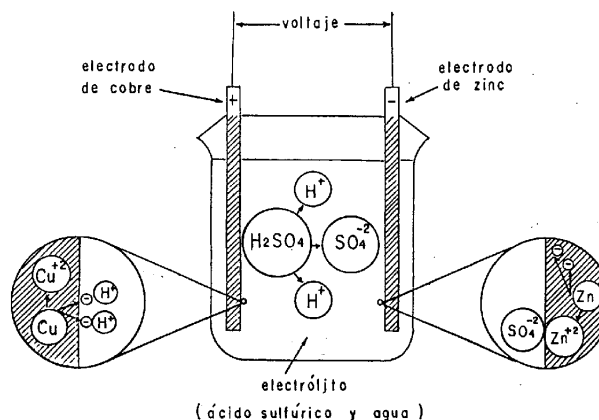 voltaje
electrodo
de cobre
electrodo
de zinc
+
−
H⁺
H₂SO₄
SO₄⁻²
H⁺
Cu⁺²
Cu
⊖
⊖
H⁺
H⁺
⊖
⊖
Zn
SO₄⁻²
Zn⁺²
electróljto
(ácido sulfúrico y agua)